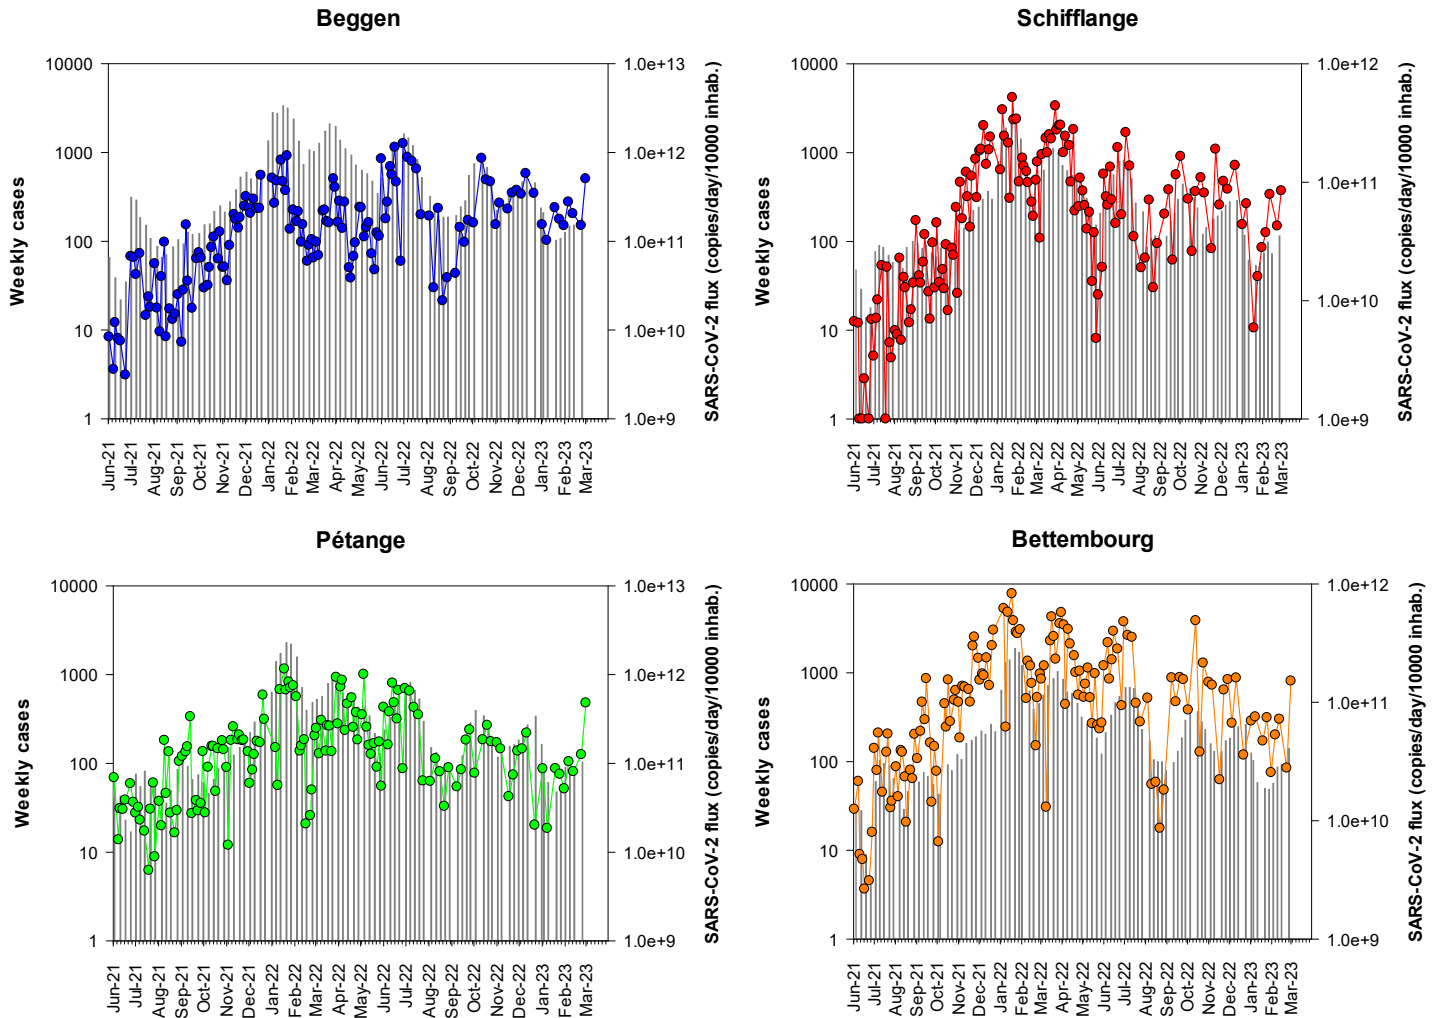 Beggen
Weekly cases
10000
1000
100
10
1
1.0e+13
1.0e+12
1.0e+11
1.0e+10
1.0e+9
SARS-CoV-2 flux (copies/day/10000 inhab.)
Jun-21
Jul-21
Aug-21
Sep-21
Oct-21
Nov-21
Dec-21
Jan-22
Feb-22
Mar-22
Apr-22
May-22
Jun-22
Jul-22
Aug-22
Sep-22
Oct-22
Nov-22
Dec-22
Jan-23
Feb-23
Mar-23
Schifflange
Weekly cases
10000
1000
100
10
1
1.0e+12
1.0e+11
1.0e+10
1.0e+9
SARS-CoV-2 flux (copies/day/10000 inhab.)
Jun-21
Jul-21
Aug-21
Sep-21
Oct-21
Nov-21
Dec-21
Jan-22
Feb-22
Mar-22
Apr-22
May-22
Jun-22
Jul-22
Aug-22
Sep-22
Oct-22
Nov-22
Dec-22
Jan-23
Feb-23
Mar-23
Pétange
Weekly cases
10000
1000
100
10
1
1.0e+13
1.0e+12
1.0e+11
1.0e+10
1.0e+9
SARS-CoV-2 flux (copies/day/10000 inhab.)
Jun-21
Jul-21
Aug-21
Sep-21
Oct-21
Nov-21
Dec-21
Jan-22
Feb-22
Mar-22
Apr-22
May-22
Jun-22
Jul-22
Aug-22
Sep-22
Oct-22
Nov-22
Dec-22
Jan-23
Feb-23
Mar-23
Bettembourg
Weekly cases
10000
1000
100
10
1
1.0e+12
1.0e+11
1.0e+10
1.0e+9
SARS-CoV-2 flux (copies/day/10000 inhab.)
Jun-21
Jul-21
Aug-21
Sep-21
Oct-21
Nov-21
Dec-21
Jan-22
Feb-22
Mar-22
Apr-22
May-22
Jun-22
Jul-22
Aug-22
Sep-22
Oct-22
Nov-22
Dec-22
Jan-23
Feb-23
Mar-23